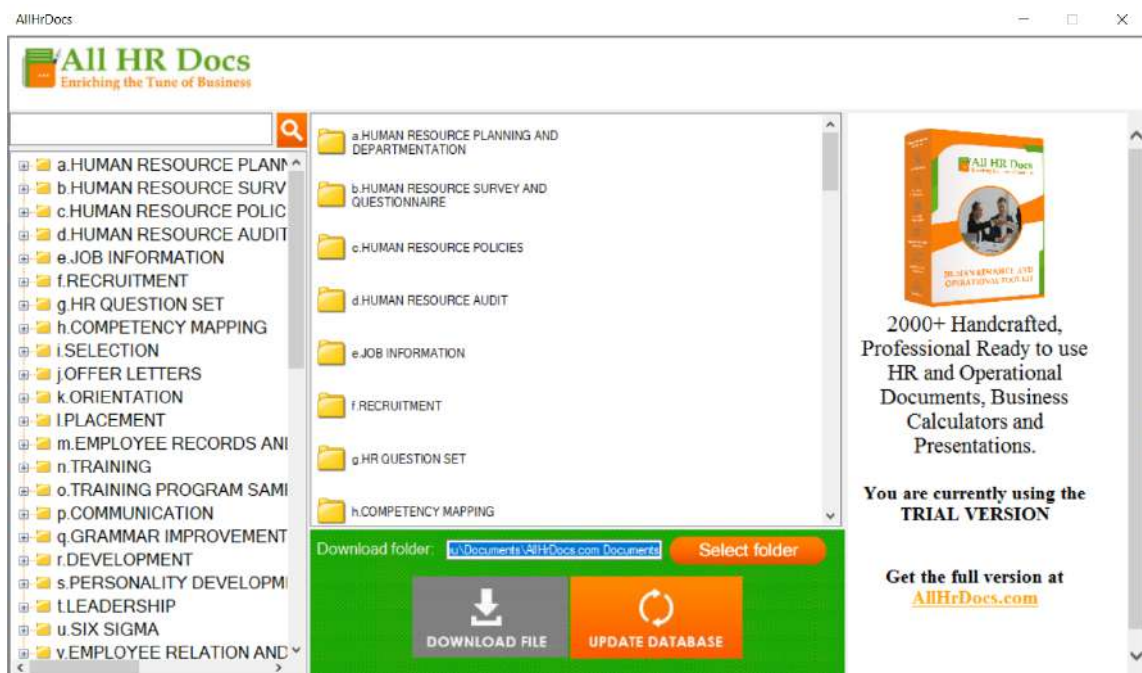 AllHrDocs
All HR Docs
Enriching the Tune of Business
a.HUMAN RESOURCE PLANN
b.HUMAN RESOURCE SURV
c.HUMAN RESOURCE POLIC
d.HUMAN RESOURCE AUDIT
e.JOB INFORMATION
f.RECRUITMENT
g.HR QUESTION SET
h.COMPETENCY MAPPING
i.SELECTION
j.OFFER LETTERS
k.ORIENTATION
l.PLACEMENT
m.EMPLOYEE RECORDS AND
n.TRAINING
o.TRAINING PROGRAM SAM
p.COMMUNICATION
q.GRAMMAR IMPROVEMENT
r.DEVELOPMENT
s.PERSONALITY DEVELOPM
t.LEADERSHIP
u.SIX SIGMA
v.EMPLOYEE RELATION AND
a.HUMAN RESOURCE PLANNING AND
DEPARTMENTATION
b.HUMAN RESOURCE SURVEY AND
QUESTIONNAIRE
c.HUMAN RESOURCE POLICIES
d.HUMAN RESOURCE AUDIT
e.JOB INFORMATION
f.RECRUITMENT
g.HR QUESTION SET
h.COMPETENCY MAPPING
Download folder:
u\Documents\AllHrDocs.com Documents
Select folder
DOWNLOAD FILE
UPDATE DATABASE
All HR Docs
2000+ Handcrafted,
Professional Ready to use
HR and Operational
Documents, Business
Calculators and
Presentations.
You are currently using the
TRIAL VERSION
Get the full version at
AllHrDocs.com